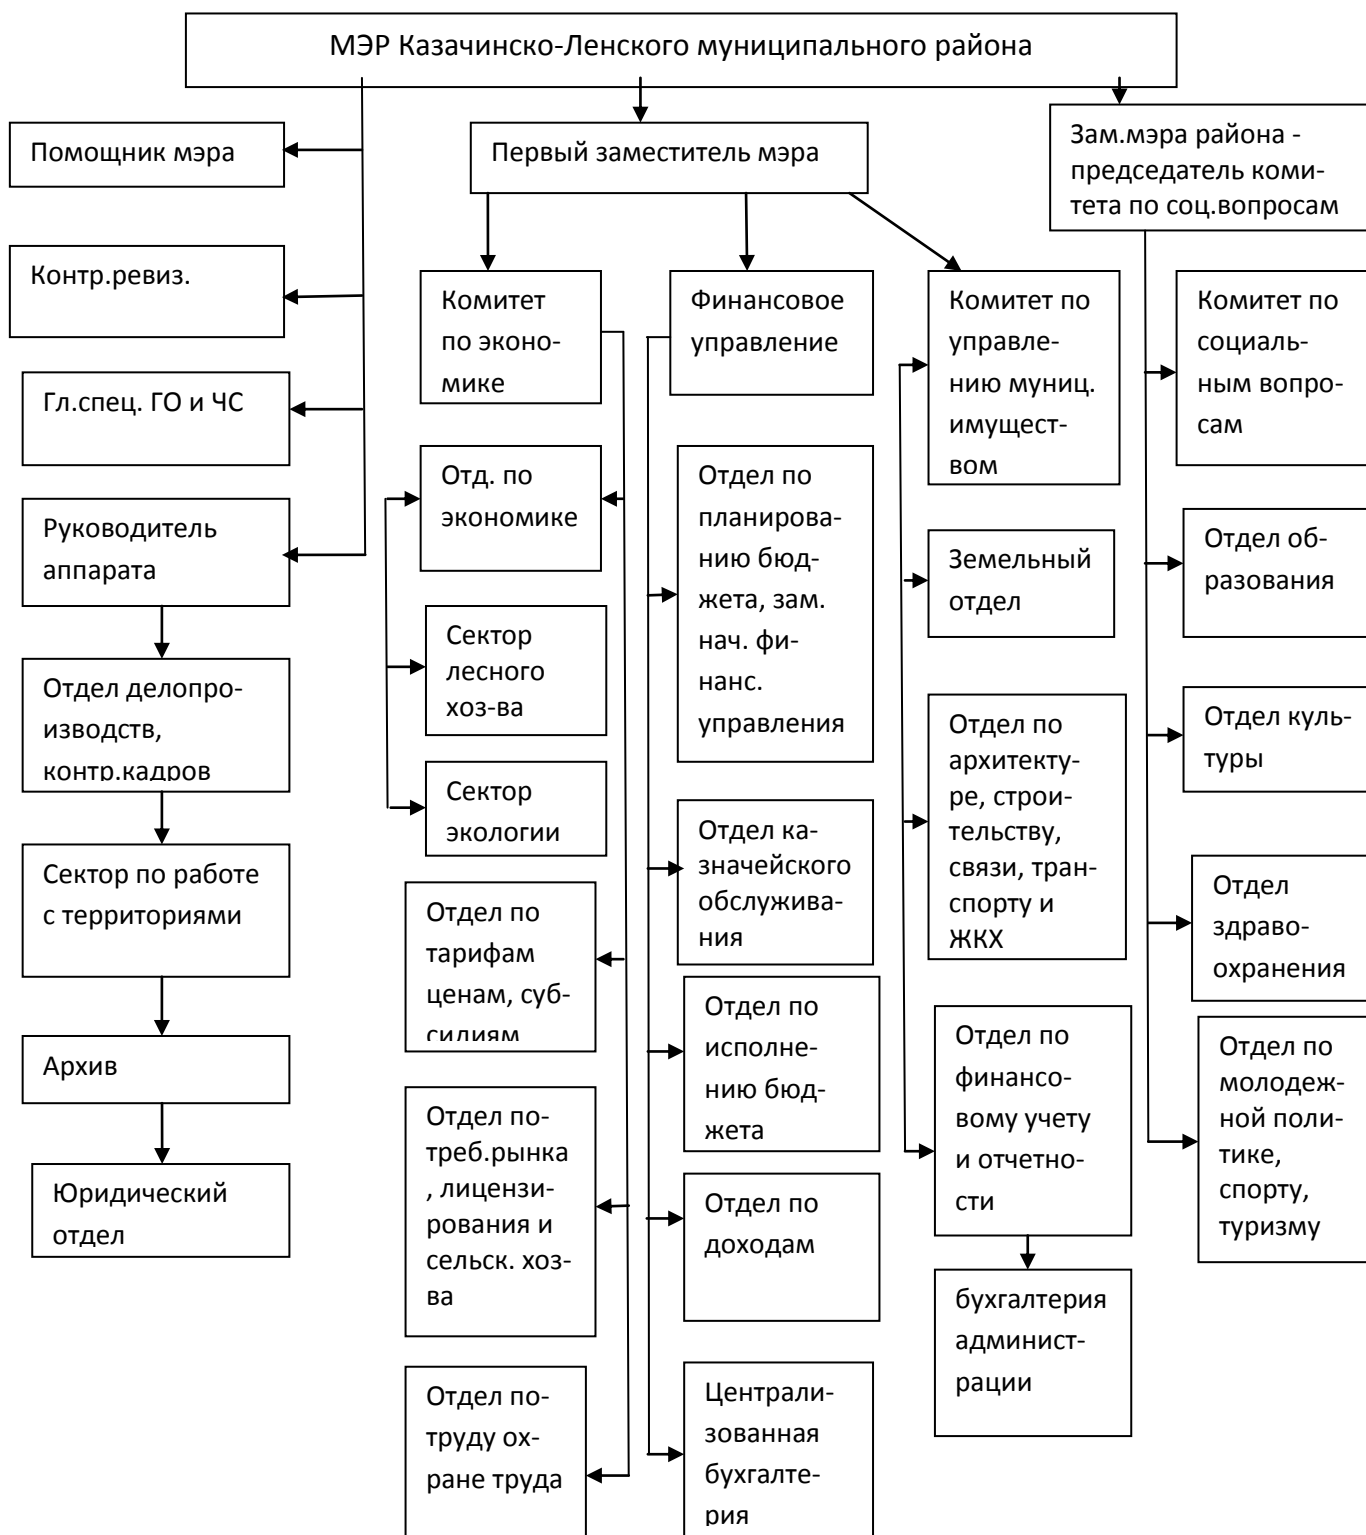 МЭР Казачинско-Ленского муниципального района
Помощник мэра
Первый заместитель мэра
Зам.мэра района -
председатель коми-
тета по соц.вопросам
Контр.ревиз.
Гл.спец. ГО и ЧС
Руководитель
аппарата
Отдел делопро-
изводств,
контр.кадров
Сектор по работе
с территориями
Архив
Юридический
отдел
Комитет
по эконо-
мике
Отд. по
экономике
Сектор
лесного
хоз-ва
Сектор
экологии
Отдел по
тарифам
ценам, суб-
сидиям
Отдел по-
треб.рынка
, лицензи-
рования и
сельск. хоз-
ва
Отдел по-
труду ох-
ране труда
Финансовое
управление
Отдел по
планирова-
нию бюд-
жета, зам.
нач. фи-
нанс.
управления
Отдел ка-
значейского
обслужива-
ния
Отдел по
исполне-
нию бюд-
жета
Отдел по
доходам
Централи-
зованная
бухгалте-
рия
Комитет по
управле-
нию муниц.
имущест-
вом
Земельный
отдел
Отдел по
архитекту-
ре, строи-
тельству,
связи, тран-
спорту и
ЖКХ
Отдел по
финансо-
вому учету
и отчетно-
сти
бухгалтерия
админист-
рации
Комитет по
социаль-
ным вопро-
сам
Отдел об-
разования
Отдел куль-
туры
Отдел
здраво-
охранения
Отдел по
молодеж-
ной поли-
тике,
спорту,
туризму